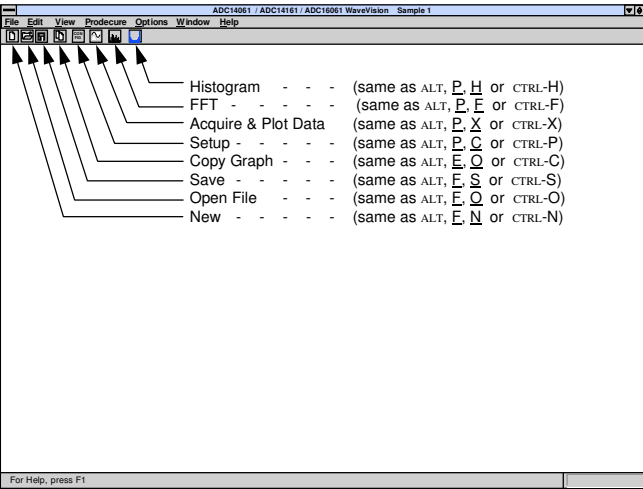 ADC14061 / ADC14161 / ADC16061 WaveVision Sample 1
File Edit View Prodecure Options Window Help
Histogram - - - (same as ALT, P, H or CTRL-H)
FFT - - - - - (same as ALT, P, F or CTRL-F)
Acquire & Plot Data (same as ALT, P, X or CTRL-X)
Setup - - - - - (same as ALT, P, C or CTRL-P)
Copy Graph - - - (same as ALT, E, O or CTRL-C)
Save - - - - - (same as ALT, F, S or CTRL-S)
Open File - - - (same as ALT, F, O or CTRL-O)
New - - - - - (same as ALT, F, N or CTRL-N)
For Help, press F1